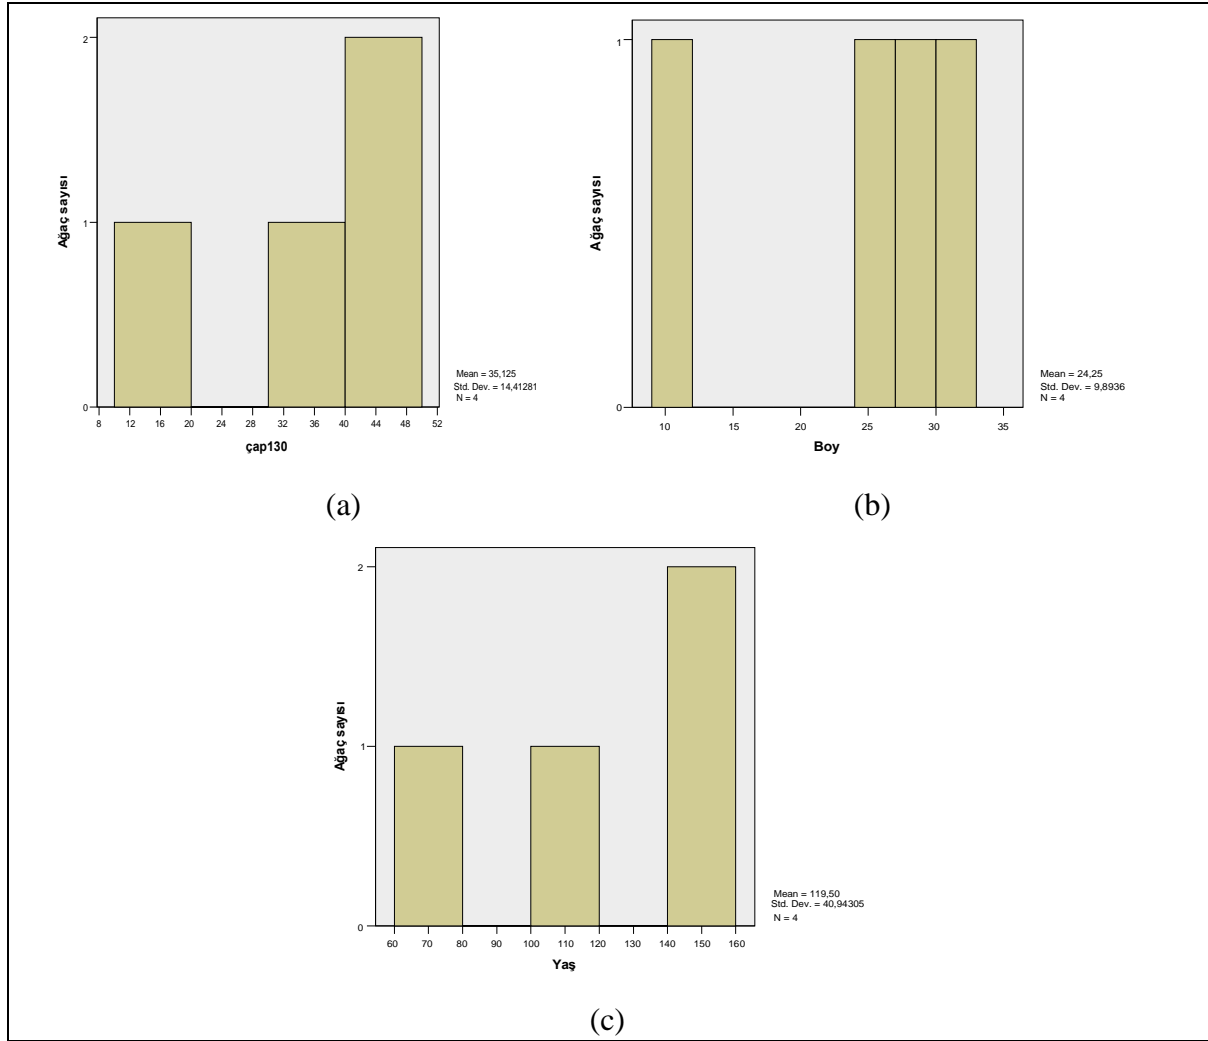 2
1
0
Ağaç sayısı
8 12 16 20 24 28 32 36 40 44 48 52
çap130
Mean = 35,125
Std. Dev. = 14,41281
N = 4
(a)
1
0
Ağaç sayısı
10 15 20 25 30 35
Boy
Mean = 24,25
Std. Dev. = 9,8936
N = 4
(b)
2
1
0
Ağaç sayısı
60 70 80 90 100 110 120 130 140 150 160
Yaş
Mean = 119,50
Std. Dev. = 40,94305
N = 4
(c)